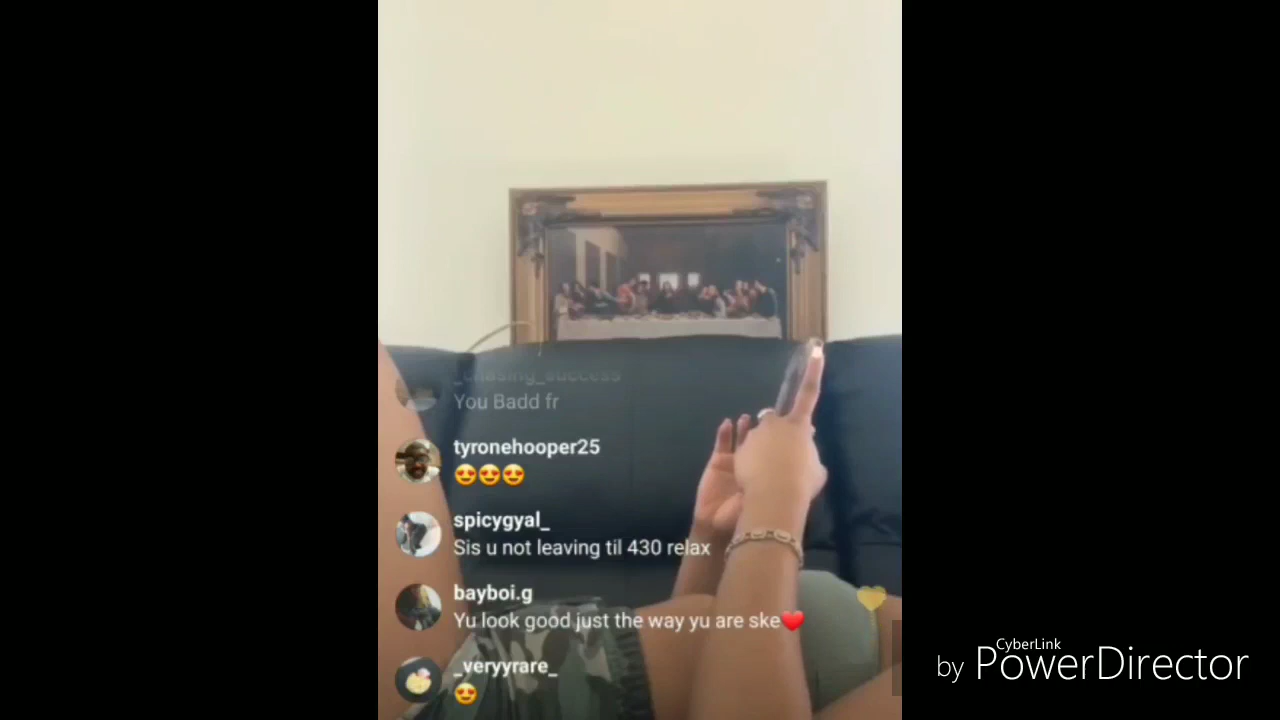 _chasing_success
You Badd fr
tyronehooper25
😍😍😍
spicygyal_
Sis u not leaving til 430 relax
bayboi.g
Yu look good just the way yu are ske❤️
_veryyrare_
😍
CyberLink
by PowerDirector